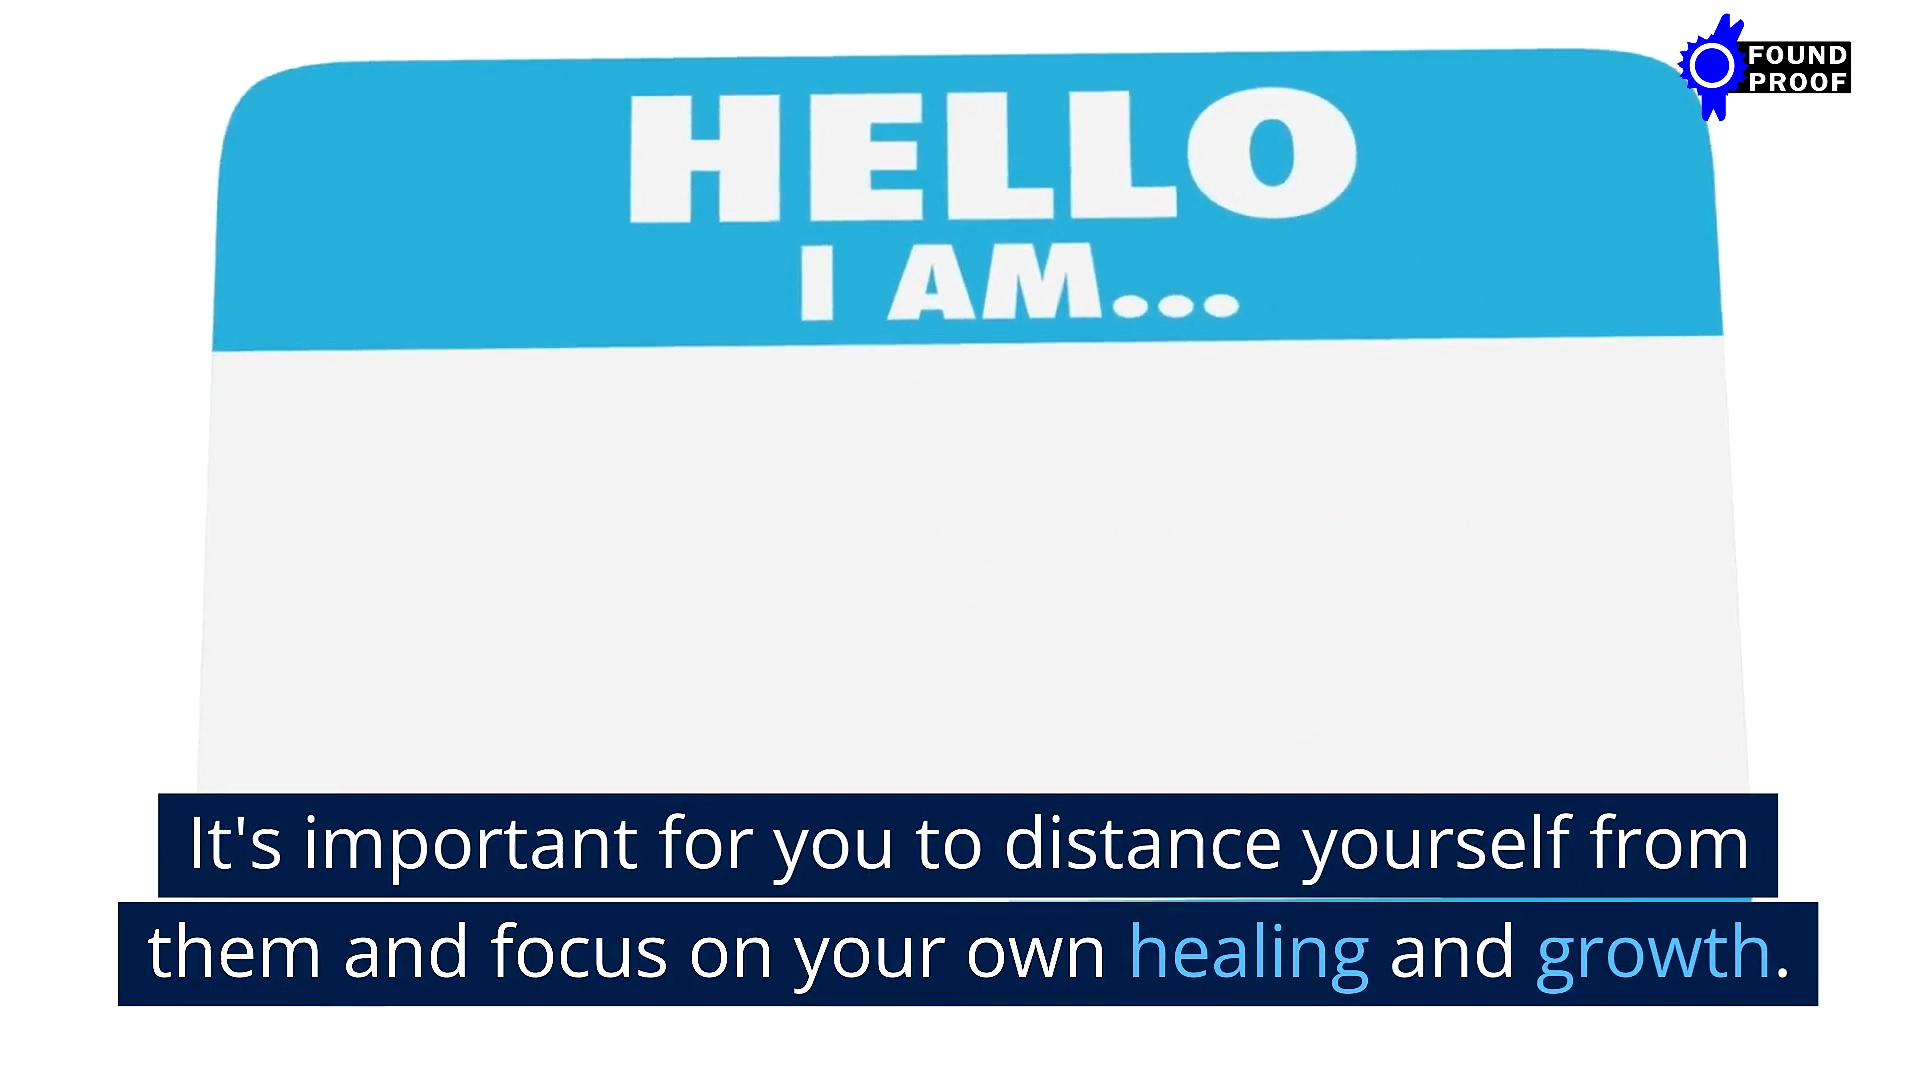 FOUND
PROOF
HELLO
I AM...
It's important for you to distance yourself from
them and focus on your own healing and growth.